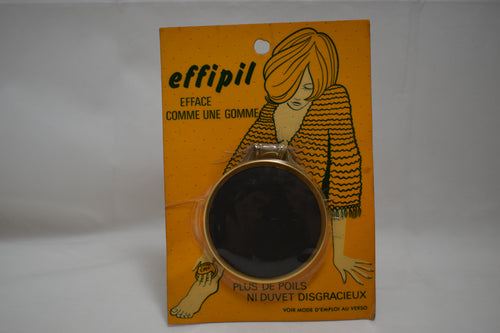 effipil
EFFACE
COMME UNE GOMME
PLUS DE POILS
NI DUVET DISGRACIEUX
VOIR MODE D'EMPLOI AU VERSO